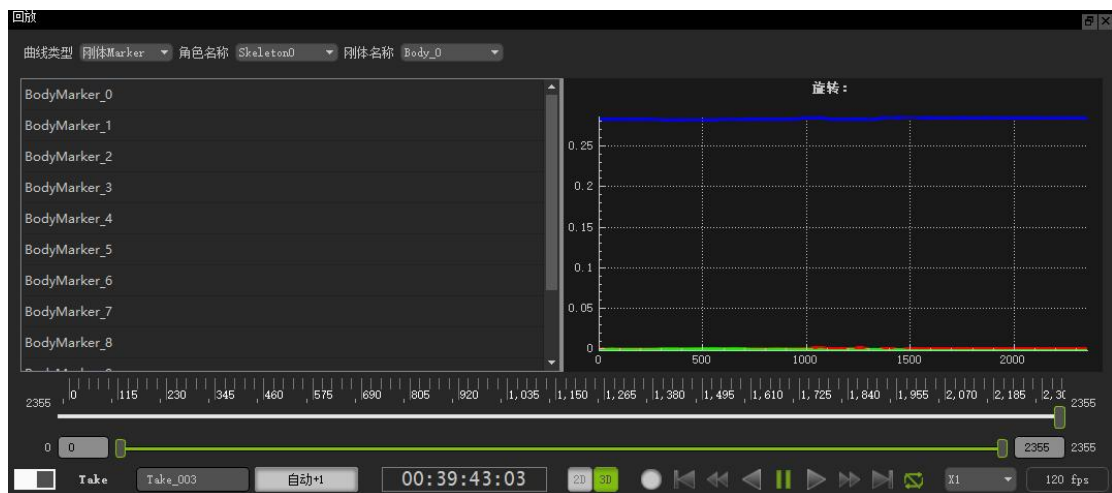 回放
曲线类型 刚体Marker 角色名称 Skeleton0 刚体名称 Body_0
BodyMarker_0
BodyMarker_1
BodyMarker_2
BodyMarker_3
BodyMarker_4
BodyMarker_5
BodyMarker_6
BodyMarker_7
BodyMarker_8
旋转:
0.25
0.2
0.15
0.1
0.05
0
0 500 1000 1500 2000
2355 0 115 230 345 460 575 690 805 920 1,035 1,150 1,265 1,380 1,495 1,610 1,725 1,840 1,955 2,070 2,185 2,30 2355
0 0 2355 2355
Take Take_003 自动+1 00:39:43:03 2D 3D X1 120 fps